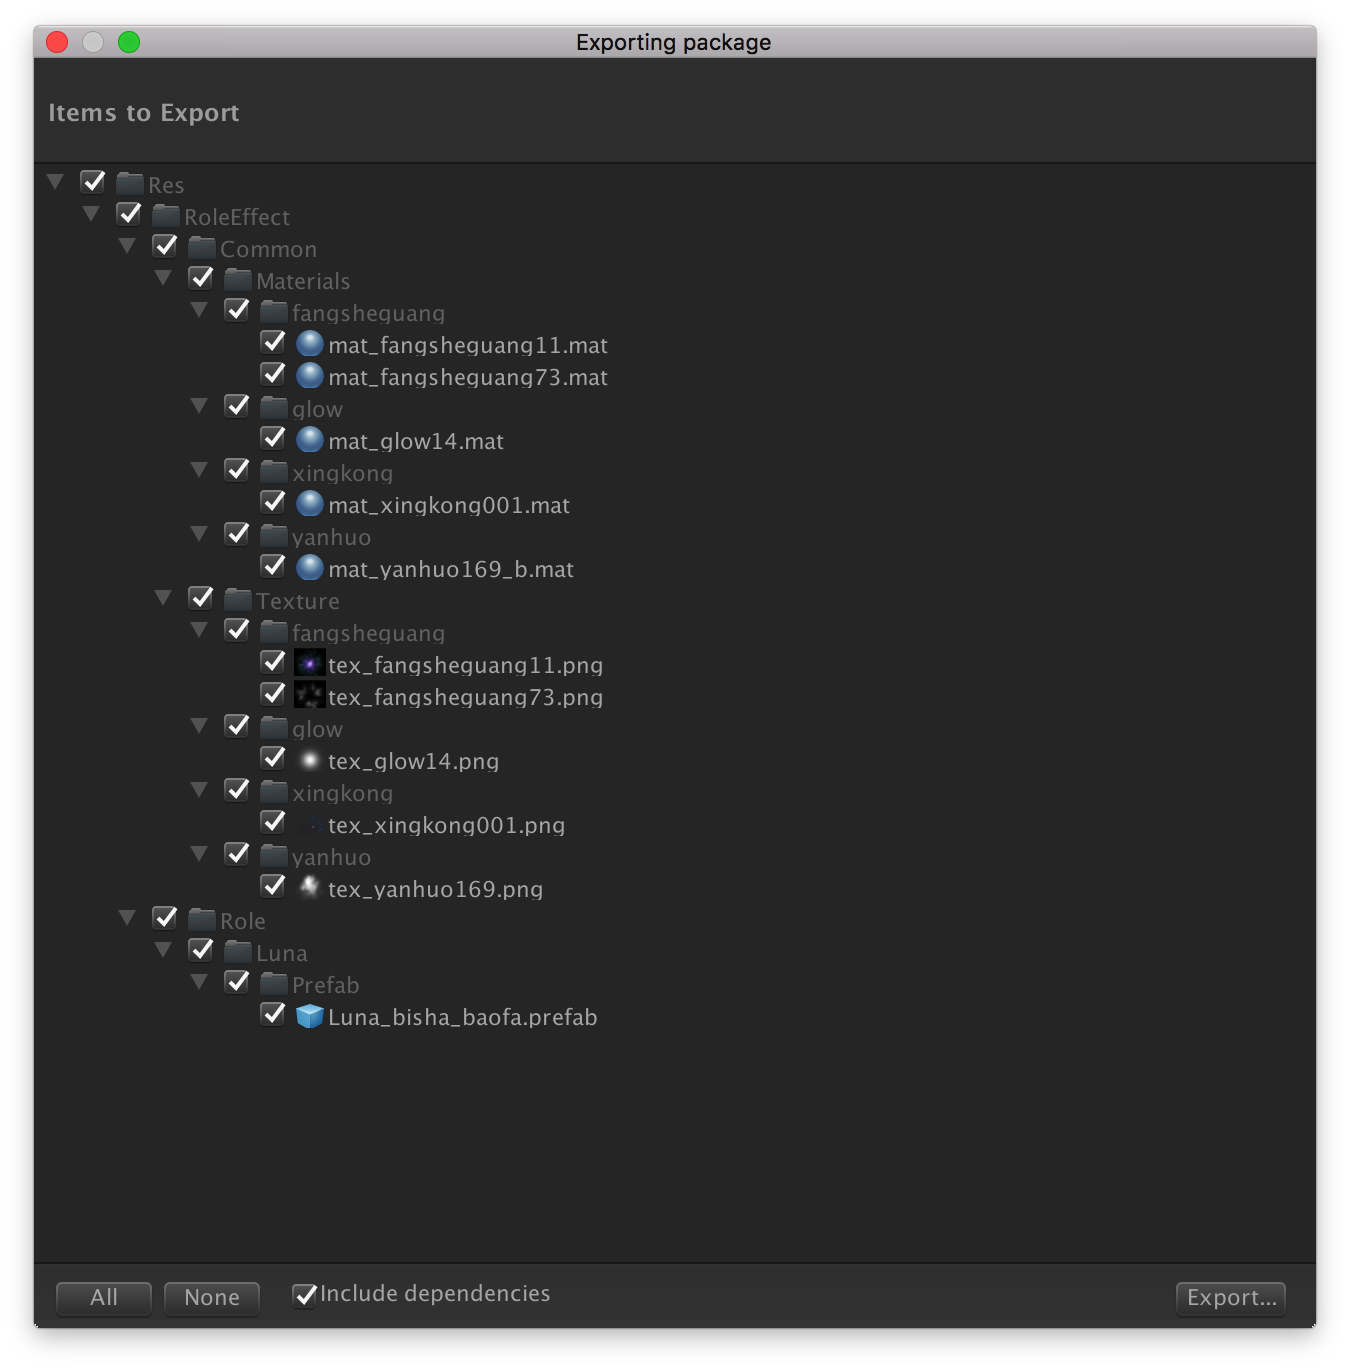 Exporting package
Items to Export
Res
RoleEffect
Common
Materials
fangsheguang
mat_fangsheguang11.mat
mat_fangsheguang73.mat
glow
mat_glow14.mat
xingkong
mat_xingkong001.mat
yanhuo
mat_yanhuo169_b.mat
Texture
fangsheguang
tex_fangsheguang11.png
tex_fangsheguang73.png
glow
tex_glow14.png
xingkong
tex_xingkong001.png
yanhuo
tex_yanhuo169.png
Role
Luna
Prefab
Luna_bisha_baofa.prefab
All None Include dependencies Export...